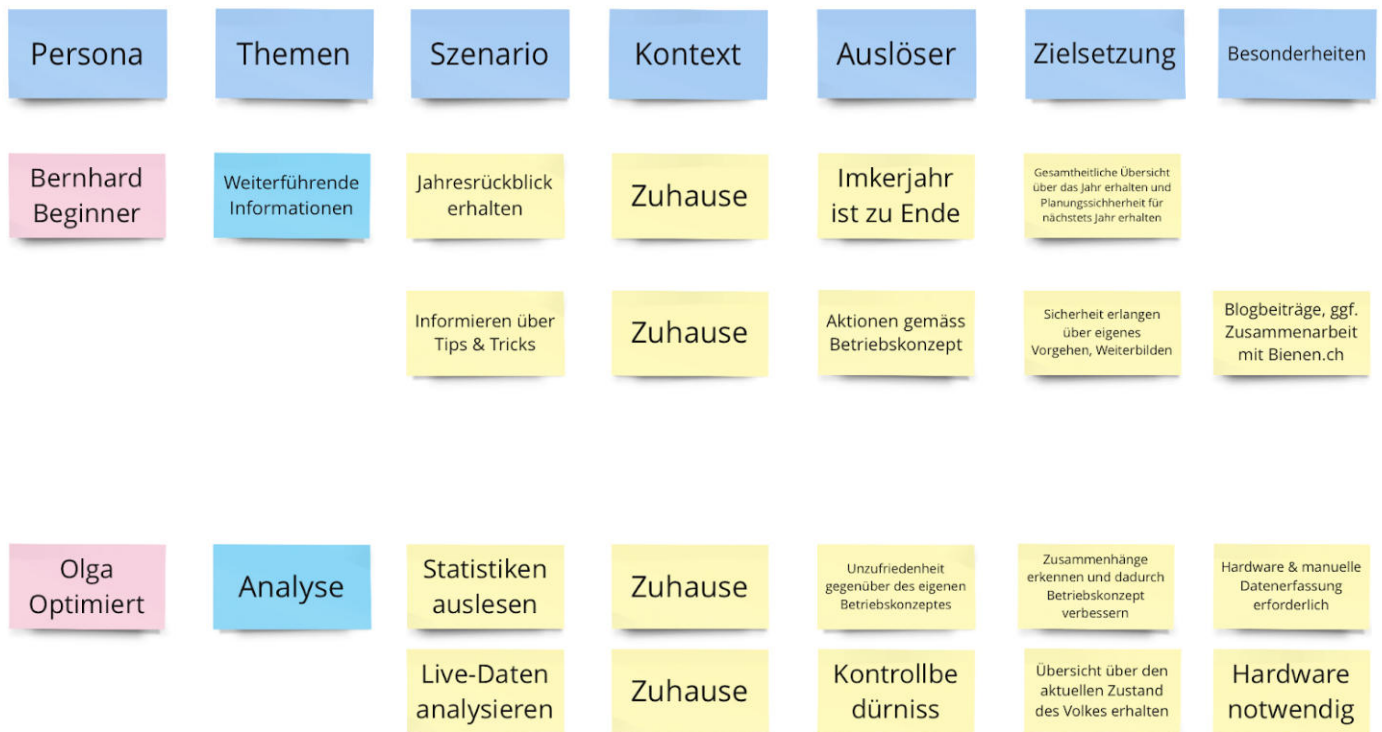 Persona
Themen
Szenario
Kontext
Auslöser
Zielsetzung
Besonderheiten
Bernhard
Beginner
Weiterführende
Informationen
Jahresrückblick
erhalten
Zuhause
Imkerjahr
ist zu Ende
Gesamtheitliche Übersicht
über das Jahr erhalten und
Planungssichherheit für
nächstets Jahr erhalten
Informieren über
Tips & Tricks
Zuhause
Aktionen gemäss
Betriebskonzept
Sicherheit erlangen
über eigenes
Vorgehen, Weiterbilden
Blogbeiträge, ggf.
Zusammenarbeit
mit Bienen.ch
Olga
Optimiert
Analyse
Statistiken
auslesen
Zuhause
Unzufriedenheit
gegenüber des eigenen
Betriebskonzeptes
Zusammenhänge
erkennen und dadurch
Betriebskonzept
verbessern
Hardware & manuelle
Datenerfassung
erforderlich
Live-Daten
analysieren
Zuhause
Kontrollbe
dürniss
Übersicht über den
aktuellen Zustand
des Volkes erhalten
Hardware
notwendig